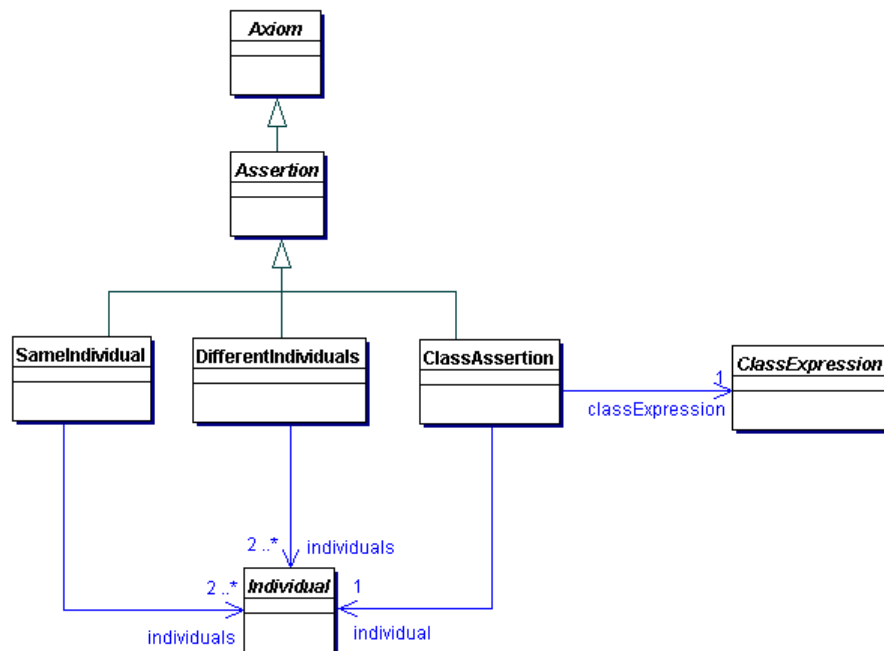 Axiom
Assertion
SameIndividual
DifferentIndividuals
ClassAssertion
ClassExpression
1
classExpression
2 ..*
individuals
2 ..*
Individual
1
individuals
individual